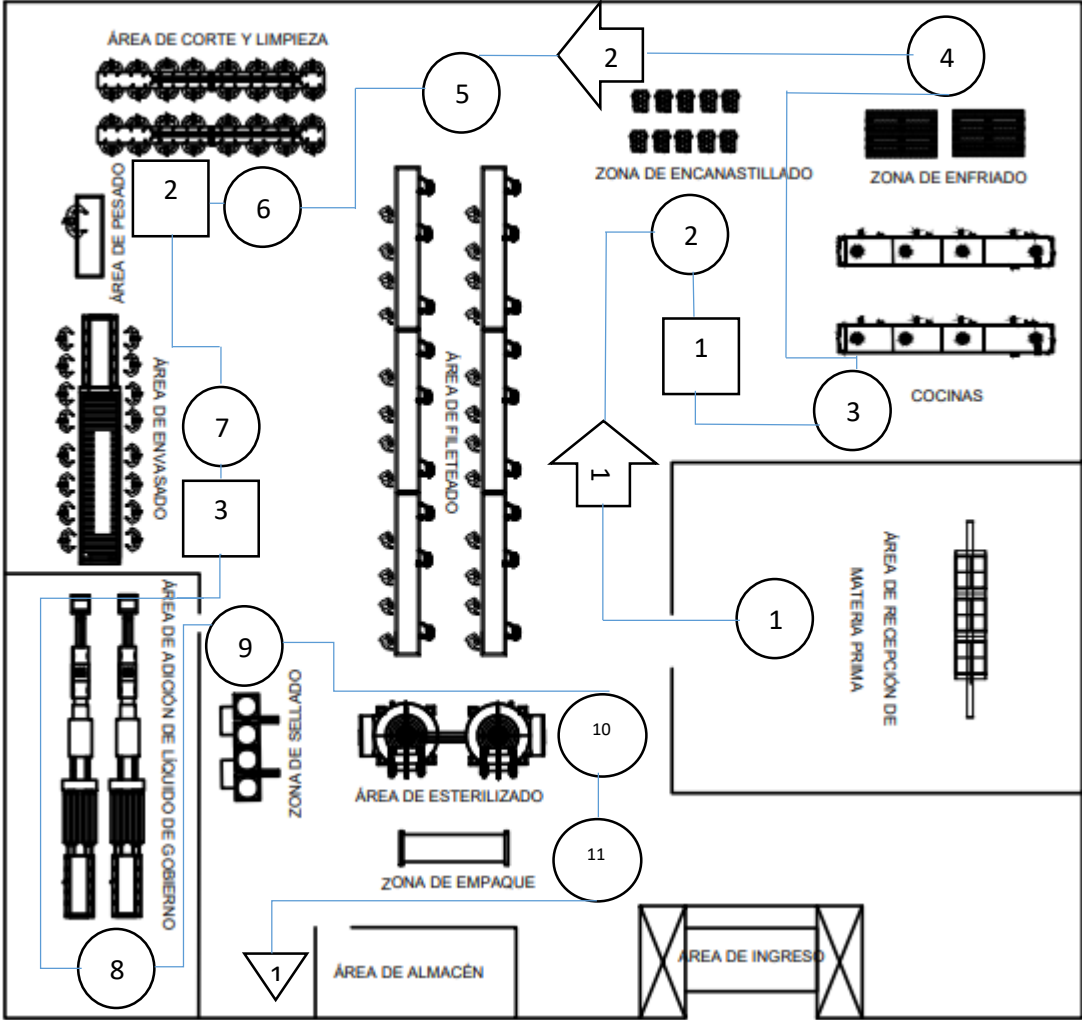 ÁREA DE CORTE Y LIMPIEZA
2
4
5
ZONA DE ENCANASTILLADO
ZONA DE ENFRIADO
2
6
ÁREA DE PESADO
2
1
ÁREA DE ENVASADO
ÁREA DE FILETEADO
COCINAS
3
7
1
3
ÁREA DE RECEPCIÓN DE
MATERIA PRIMA
1
ÁREA DE ADICIÓN DE LÍQUIDO DE GOBIERNO
9
ZONA DE SELLADO
10
ÁREA DE ESTERILIZADO
11
ZONA DE EMPAQUE
8
1
ÁREA DE ALMACÉN
ÁREA DE INGRESO